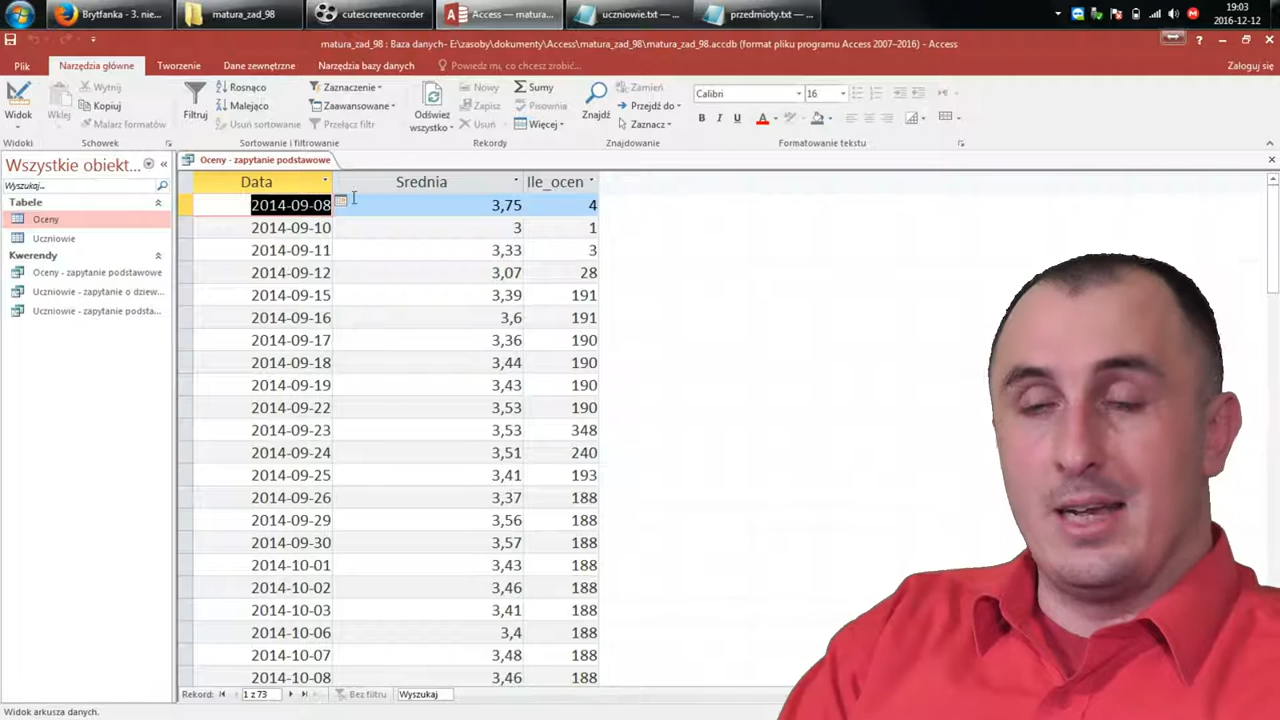 Brytfanka - 3. nie...
matura_zad_98
cutescreenrecorder
Access — matura...
uczniowie.txt — ...
przedmioty.txt — ...
19:03
2016-12-12
matura_zad_98 : Baza danych- E:\zasoby\dokumenty\Access\matura_zad_98\matura_zad_98.accdb (format pliku programu Access 2007–2016) - Access
Plik
Narzędzia główne
Tworzenie
Dane zewnętrzne
Narzędzia bazy danych
Powiedz mi, co chcesz zrobić...
Zaloguj się
Widok
Wklej
Wytnij
Kopiuj
Malarz formatów
Filtruj
Rosnąco
Malejąco
Usuń sortowanie
Zaznaczenie
Zaawansowane
Przełącz filtr
Odśwież
wszystko
Nowy
Zapisz
Usuń
Sumy
Pisownia
Więcej
Znajdź
Zamień
Przejdź do
Zaznacz
Calibri
16
B I U
A
Widoki
Schowek
Sortowanie i filtrowanie
Rekordy
Znajdowanie
Formatowanie tekstu
Wszystkie obiekt...
Wyszukaj...
Tabele
Oceny
Uczniowie
Kwerendy
Oceny - zapytanie podstawowe
Uczniowie - zapytanie o dziew...
Uczniowie - zapytanie podsta...
Oceny - zapytanie podstawowe
Data Srednia Ile_ocen
2014-09-08 3,75 4
2014-09-10 3 1
2014-09-11 3,33 3
2014-09-12 3,07 28
2014-09-15 3,39 191
2014-09-16 3,6 191
2014-09-17 3,36 190
2014-09-18 3,44 190
2014-09-19 3,43 190
2014-09-22 3,53 190
2014-09-23 3,53 348
2014-09-24 3,51 240
2014-09-25 3,41 193
2014-09-26 3,37 188
2014-09-29 3,56 188
2014-09-30 3,57 188
2014-10-01 3,43 188
2014-10-02 3,46 188
2014-10-03 3,41 188
2014-10-06 3,4 188
2014-10-07 3,48 188
2014-10-08 3,46 188
Rekord: 1 z 73 Bez filtru Wyszukaj
Widok arkusza danych.